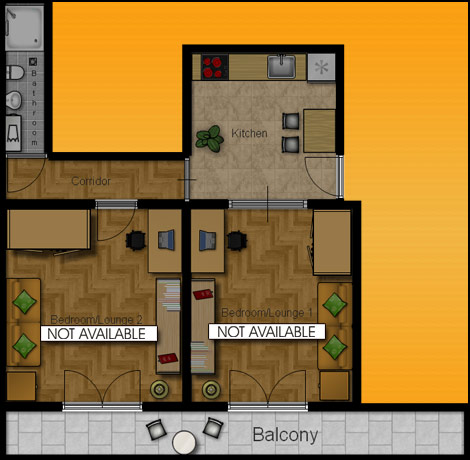 Bathroom
Kitchen
Corridor
Bedroom/Lounge 2
NOT AVAILABLE
Bedroom/Lounge 1
NOT AVAILABLE
Balcony